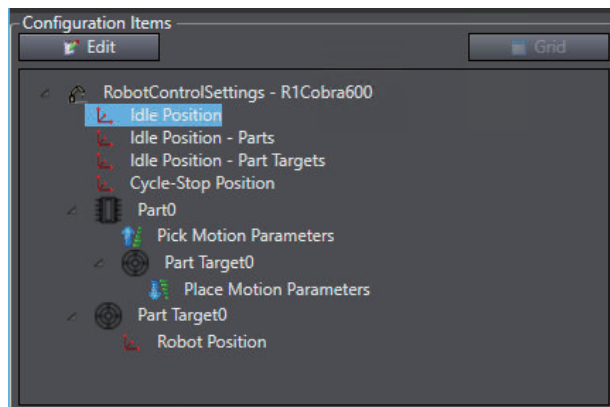 Configuration Items
Edit
Grid
RobotControlSettings - R1Cobra600
Idle Position
Idle Position - Parts
Idle Position - Part Targets
Cycle-Stop Position
Part0
Pick Motion Parameters
Part Target0
Place Motion Parameters
Part Target0
Robot Position